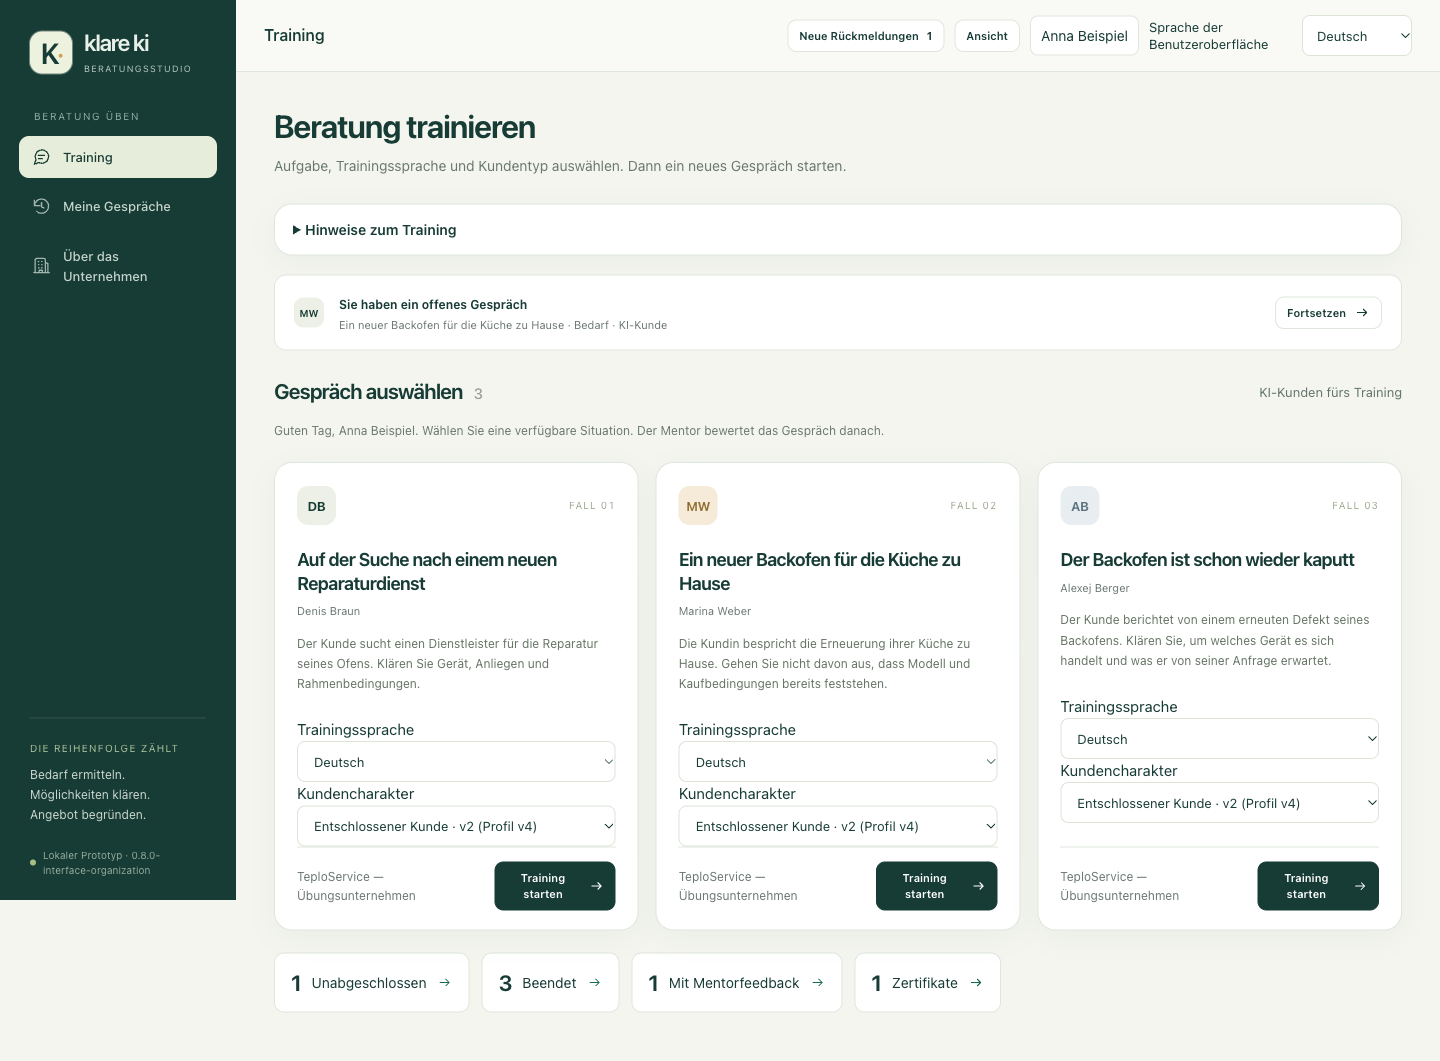 K
klare ki
BERATUNGSSTUDIO
BERATUNG ÜBEN
Training
Meine Gespräche
Über das
Unternehmen
DIE REIHENFOLGE ZÄHLT
Bedarf ermitteln.
Möglichkeiten klären.
Angebot begründen.
Lokaler Prototyp · 0.8.0-
interface-organization
Training
Neue Rückmeldungen 1
Ansicht
Anna Beispiel
Sprache der
Benutzeroberfläche
Deutsch
Beratung trainieren
Aufgabe, Trainingssprache und Kundentyp auswählen. Dann ein neues Gespräch starten.
Hinweise zum Training
MW
Sie haben ein offenes Gespräch
Ein neuer Backofen für die Küche zu Hause · Bedarf · KI-Kunde
Fortsetzen →
Gespräch auswählen 3
KI-Kunden fürs Training
Guten Tag, Anna Beispiel. Wählen Sie eine verfügbare Situation. Der Mentor bewertet das Gespräch danach.
DB
FALL 01
Auf der Suche nach einem neuen
Reparaturdienst
Denis Braun
Der Kunde sucht einen Dienstleister für die Reparatur
seines Ofens. Klären Sie Gerät, Anliegen und
Rahmenbedingungen.
Trainingssprache
Deutsch
Kundencharakter
Entschlossener Kunde · v2 (Profil v4)
TeploService —
Übungsunternehmen
Training
starten →
MW
FALL 02
Ein neuer Backofen für die Küche zu
Hause
Marina Weber
Die Kundin bespricht die Erneuerung ihrer Küche zu
Hause. Gehen Sie nicht davon aus, dass Modell und
Kaufbedingungen bereits feststehen.
Trainingssprache
Deutsch
Kundencharakter
Entschlossener Kunde · v2 (Profil v4)
TeploService —
Übungsunternehmen
Training
starten →
AB
FALL 03
Der Backofen ist schon wieder kaputt
Alexej Berger
Der Kunde berichtet von einem erneuten Defekt seines
Backofens. Klären Sie, um welches Gerät es sich
handelt und was er von seiner Anfrage erwartet.
Trainingssprache
Deutsch
Kundencharakter
Entschlossener Kunde · v2 (Profil v4)
TeploService —
Übungsunternehmen
Training
starten →
1 Unabgeschlossen →
3 Beendet →
1 Mit Mentorfeedback →
1 Zertifikate →